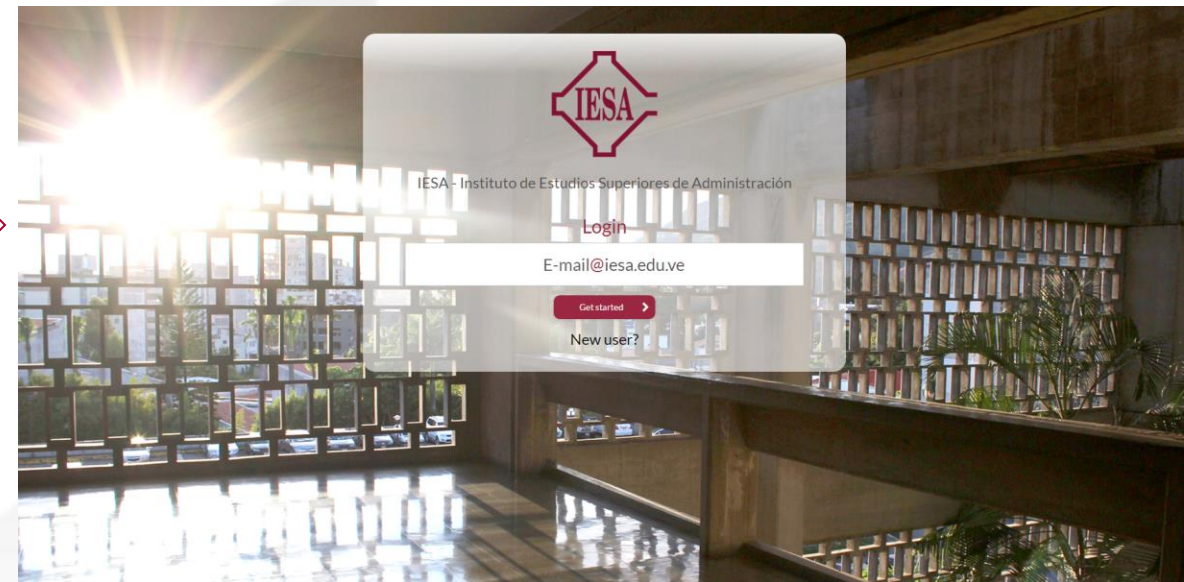 IESA
IESA - Instituto de Estudios Superiores de Administración
Login
E-mail@iesa.edu.ve
Get started
New user?